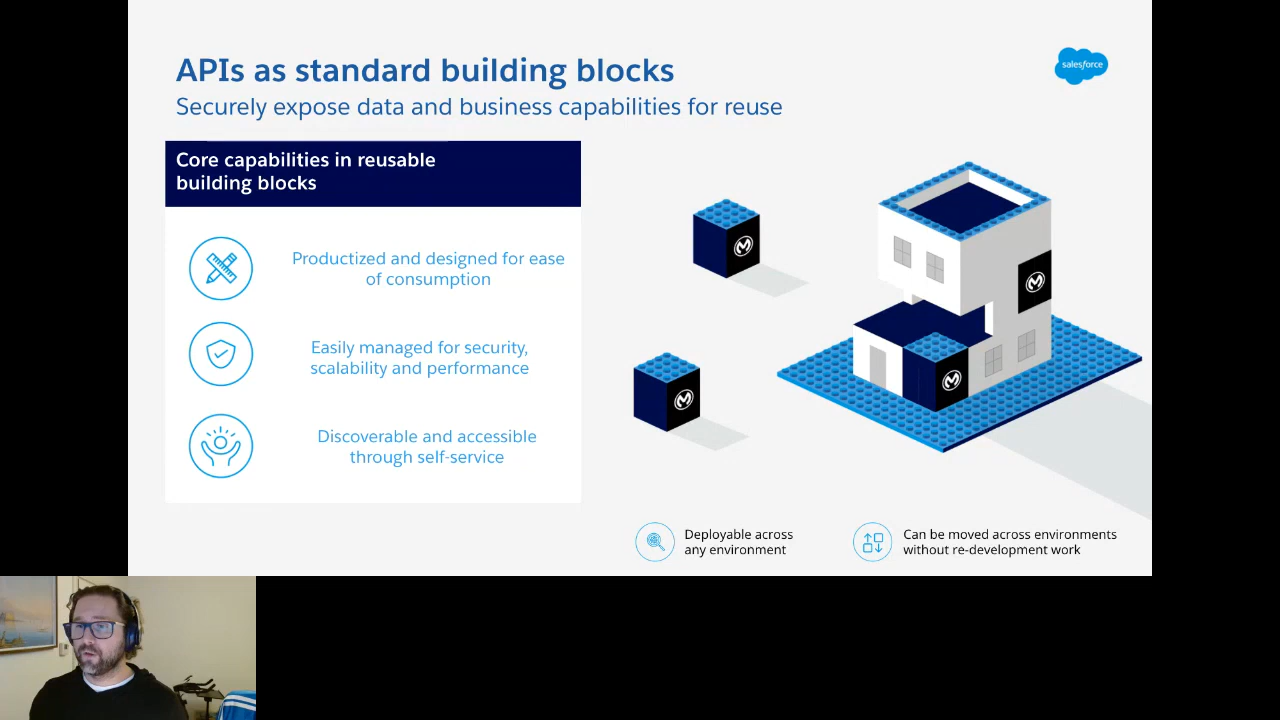 APIs as standard building blocks
Securely expose data and business capabilities for reuse
salesforce
Core capabilities in reusable
building blocks
Productized and designed for ease
of consumption
Easily managed for security,
scalability and performance
Discoverable and accessible
through self-service
Deployable across
any environment
Can be moved across environments
without re-development work